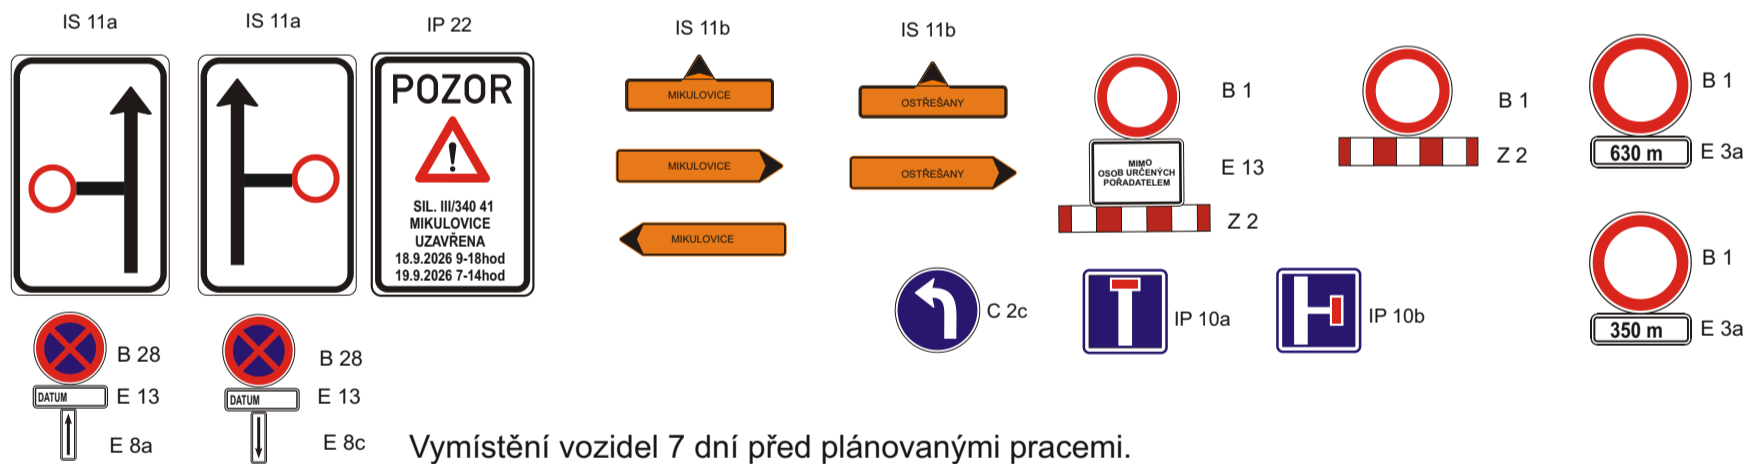 IS 11a
IS 11a
IP 22
POZOR
!
SIL. III/340 41
MIKULOVICE
UZAVŘENA
18.9.2026 9-18hod
19.9.2026 7-14hod
IS 11b
MIKULOVICE
MIKULOVICE
MIKULOVICE
IS 11b
OSTŘEŠANY
OSTŘEŠANY
B 1
MIMO
OSOB URČENÝCH
POŘADATELEM
E 13
Z 2
B 1
Z 2
B 1
630 m
E 3a
B 1
350 m
E 3a
C 2c
IP 10a
IP 10b
B 28
DATUM
E 13
E 8a
B 28
DATUM
E 13
E 8c
Vymístění vozidel 7 dní před plánovanými pracemi.